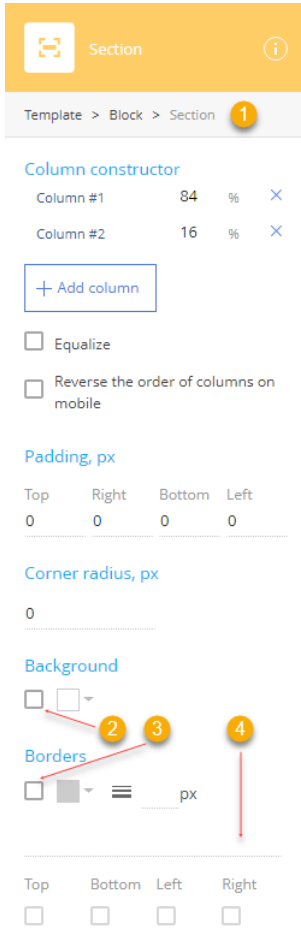 Section i
Template > Block > Section 1
Column constructor
Column #1 84 % ×
Column #2 16 % ×
+ Add column
Equalize
Reverse the order of columns on
mobile
Padding, px
Top Right Bottom Left
0 0 0 0
Corner radius, px
0
Background
2 3 4
Borders
px
Top Bottom Left Right